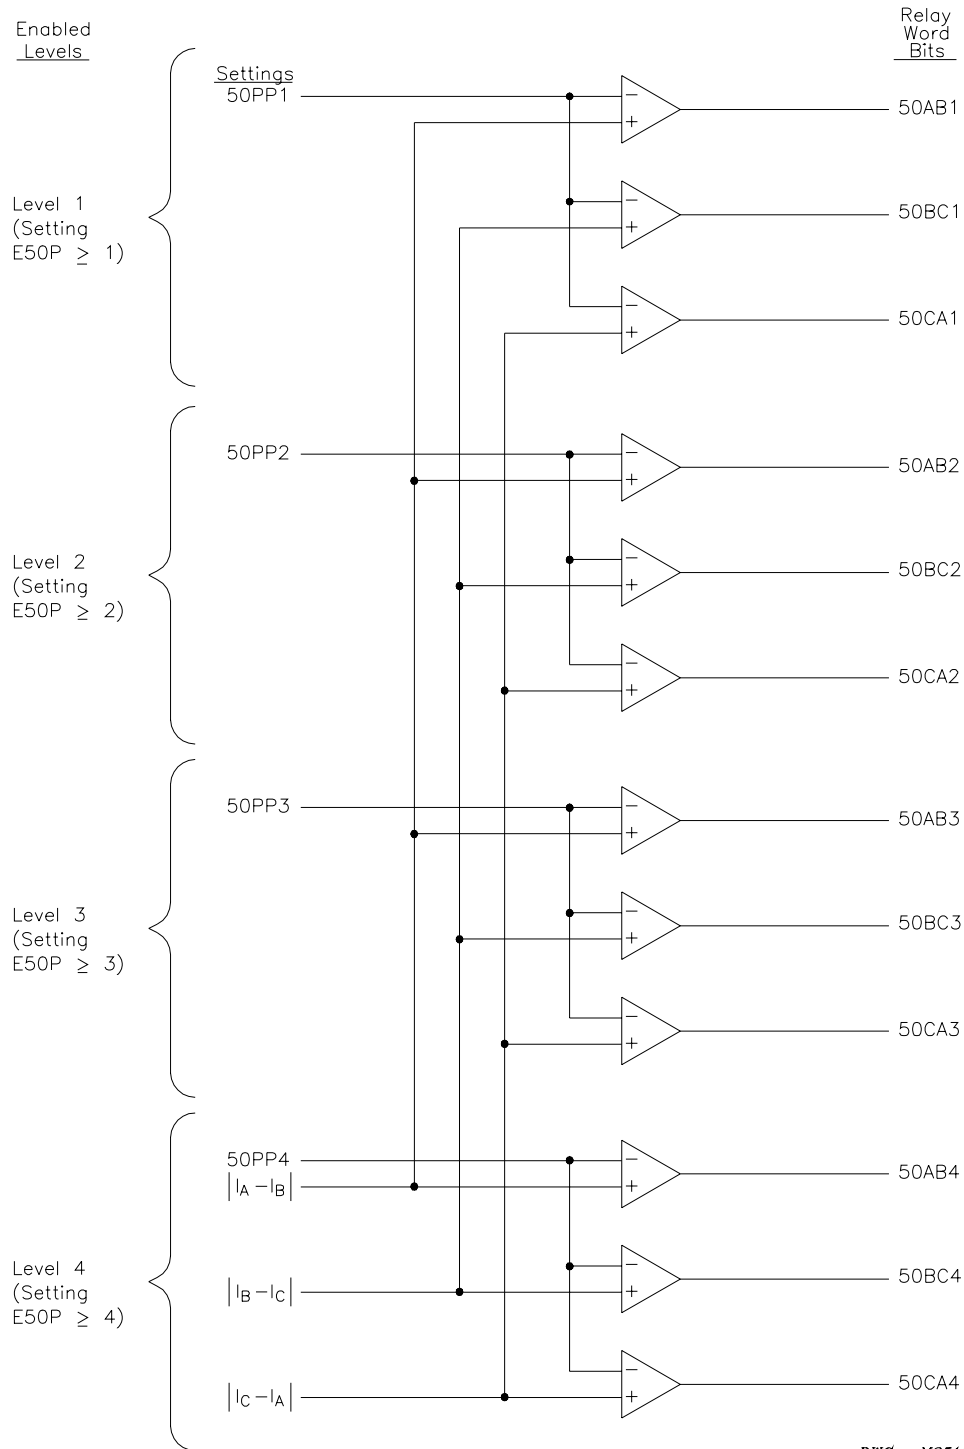 Enabled
Levels
Relay
Word
Bits
Settings
50PP1
- +
50AB1
- +
50BC1
- +
50CA1
Level 1
(Setting
E50P ≥ 1)
50PP2
- +
50AB2
- +
50BC2
- +
50CA2
Level 2
(Setting
E50P ≥ 2)
50PP3
- +
50AB3
- +
50BC3
- +
50CA3
Level 3
(Setting
E50P ≥ 3)
50PP4
|IA-IB|
- +
50AB4
|IB-IC|
- +
50BC4
|IC-IA|
- +
50CA4
Level 4
(Setting
E50P ≥ 4)